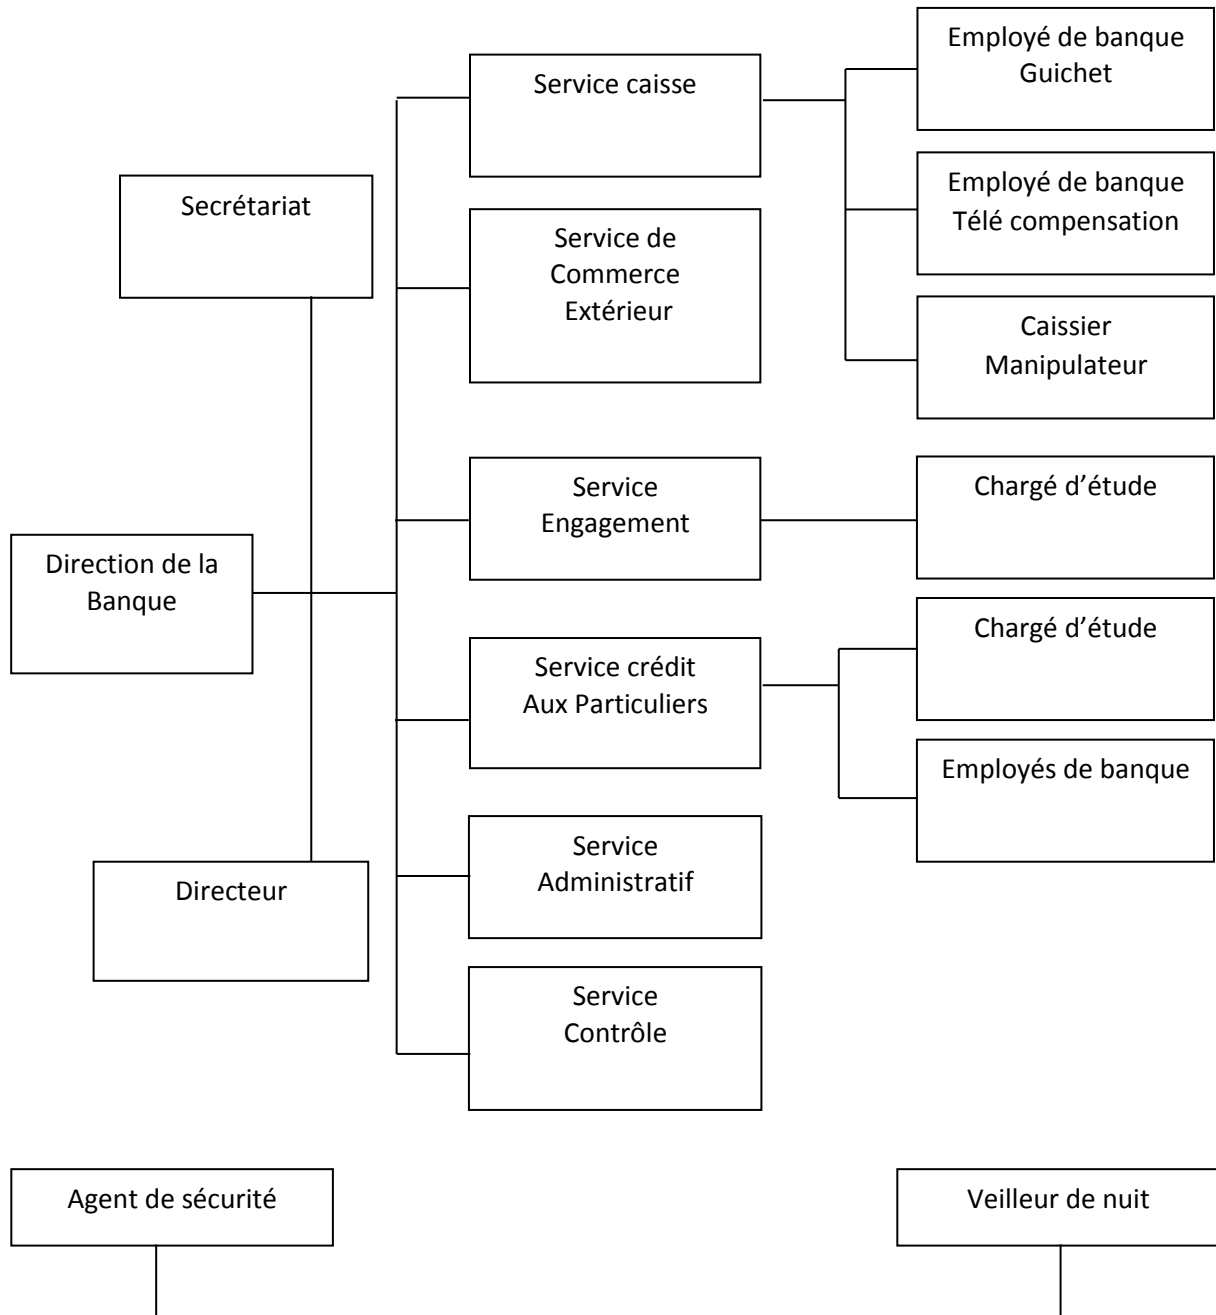 Employé de banque
Guichet
Service caisse
Employé de banque
Télé compensation
Secrétariat
Service de
Commerce
Extérieur
Caissier
Manipulateur
Service
Engagement
Chargé d’étude
Direction de la
Banque
Chargé d’étude
Service crédit
Aux Particuliers
Employés de banque
Service
Administratif
Directeur
Service
Contrôle
Agent de sécurité
Veilleur de nuit